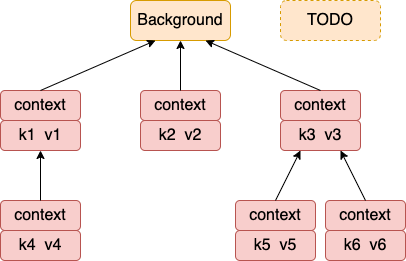 Background
TODO
context
context
context
k1 v1
k2 v2
k3 v3
context
context
context
k4 v4
k5 v5
k6 v6